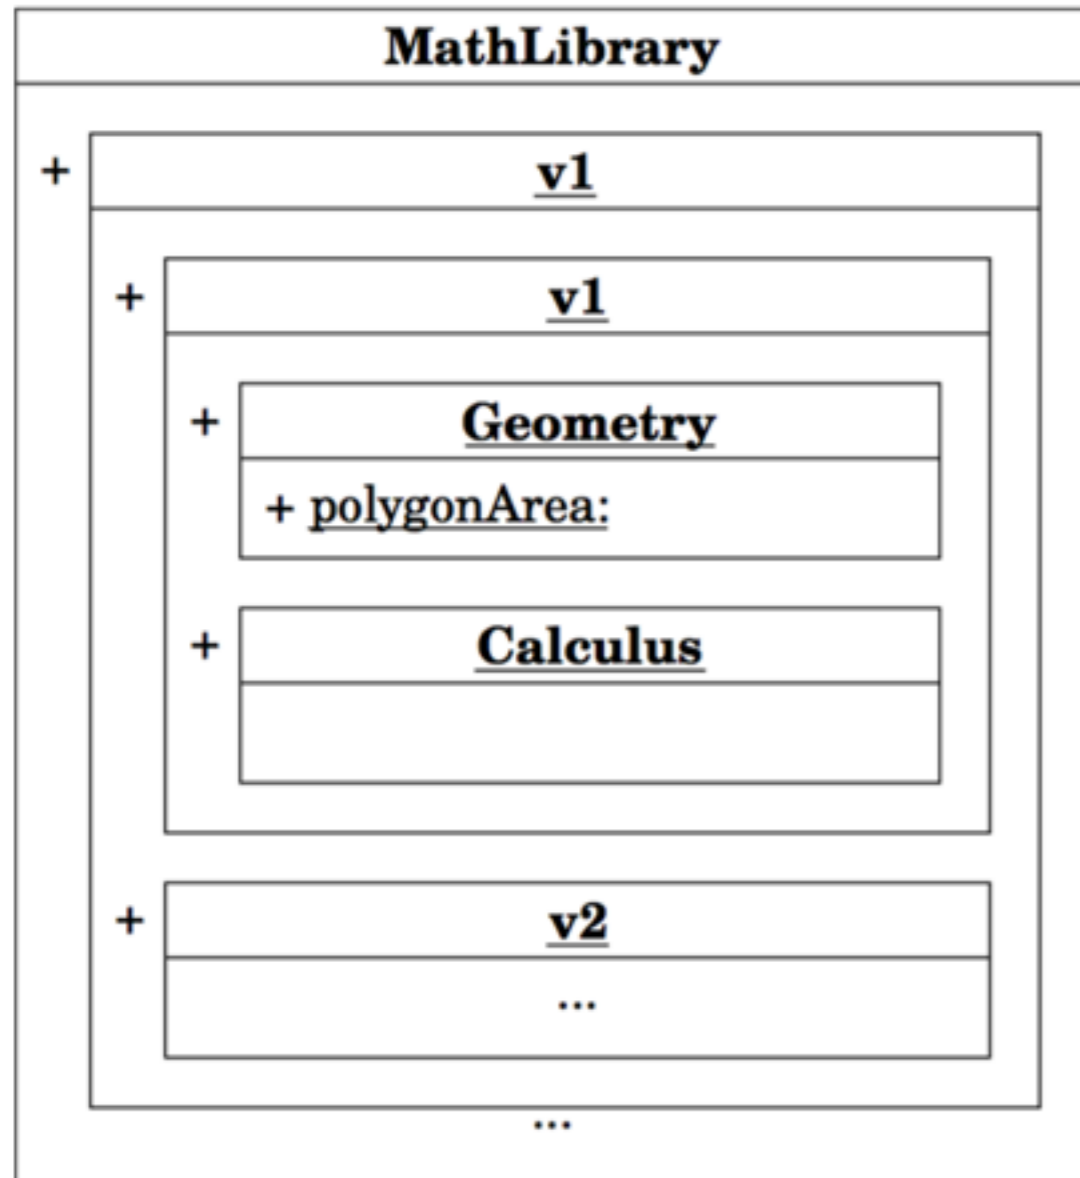 MathLibrary
+ v1
+ v1
+ Geometry
+ polygonArea:
+ Calculus
+ v2
...
...